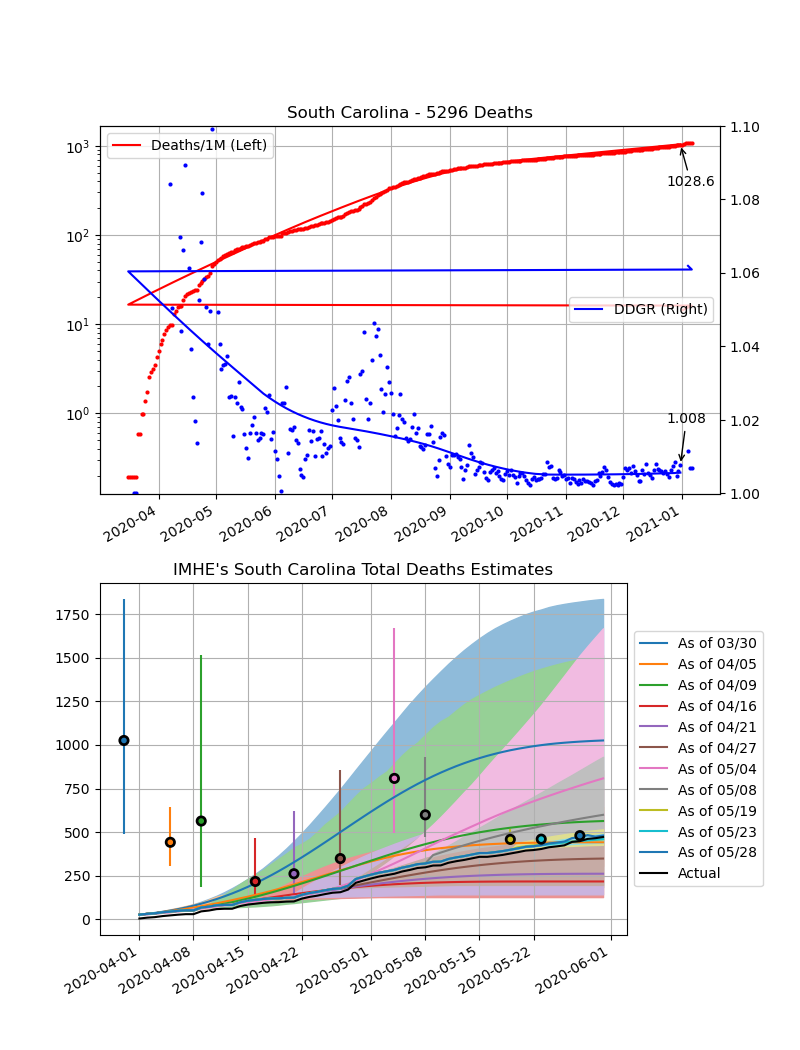 South Carolina - 5296 Deaths
Deaths/1M (Left)
DDGR (Right)
1028.6
1.008
10³
10²
10¹
10⁰
1.10
1.08
1.06
1.04
1.02
1.00
2020-04
2020-05
2020-06
2020-07
2020-08
2020-09
2020-10
2020-11
2020-12
2021-01
IMHE's South Carolina Total Deaths Estimates
1750
1500
1250
1000
750
500
250
0
2020-04-01
2020-04-08
2020-04-15
2020-04-22
2020-05-01
2020-05-08
2020-05-15
2020-05-22
2020-06-01
As of 03/30
As of 04/05
As of 04/09
As of 04/16
As of 04/21
As of 04/27
As of 05/04
As of 05/08
As of 05/19
As of 05/23
As of 05/28
Actual